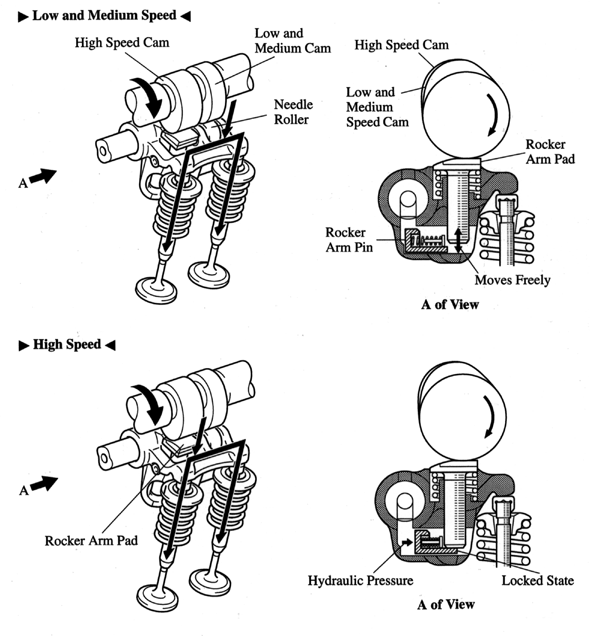 ▶ Low and Medium Speed ◀
High Speed Cam
Low and
Medium Cam
Needle
Roller
A
High Speed Cam
Low and
Medium
Speed Cam
Rocker
Arm Pad
Rocker
Arm Pin
Moves Freely
A of View
▶ High Speed ◀
A
Rocker Arm Pad
Hydraulic Pressure
Locked State
A of View